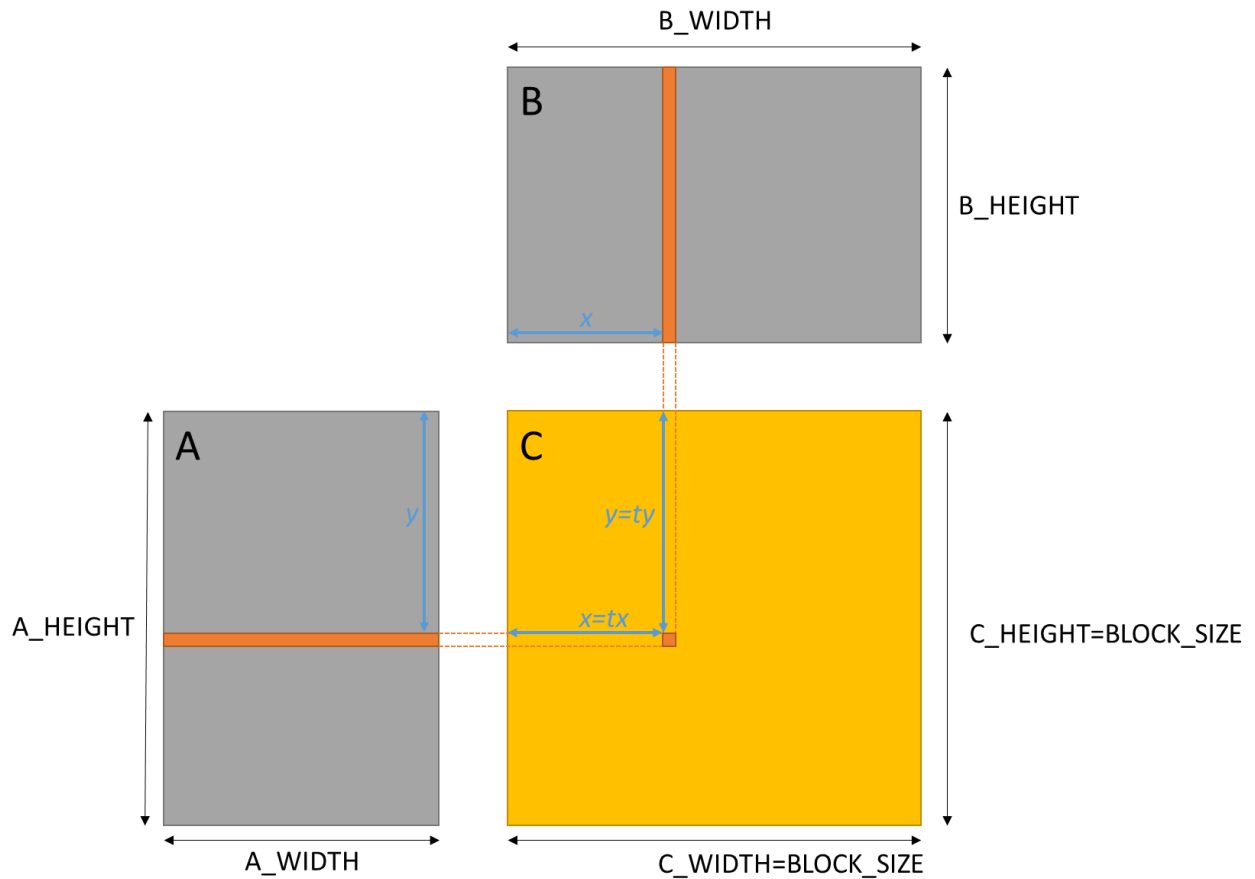 B_WIDTH
B
B_HEIGHT
x
A
C
y
y=ty
x=tx
A_HEIGHT
C_HEIGHT=BLOCK_SIZE
A_WIDTH
C_WIDTH=BLOCK_SIZE